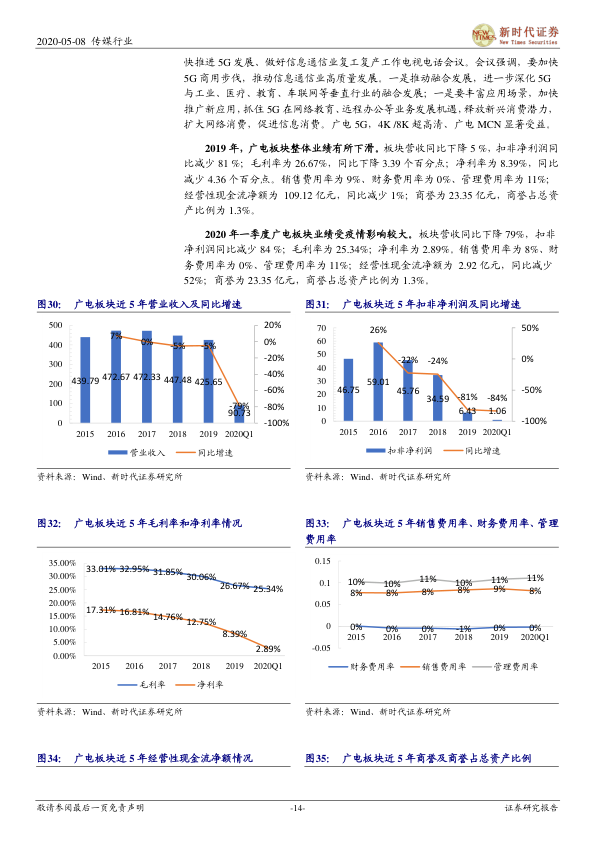 2020-05-08 传媒行业
新时代证券
New Times Securities
快推进 5G 发展、做好信息通信业复工复产工作电视电话会议。会议强调，要加快
5G 商用步伐，推动信息通信业高质量发展。一是推动融合发展，进一步深化 5G
与工业、医疗、教育、车联网等垂直行业的融合发展；一是要丰富应用场景，加快
推广新应用，抓住 5G 在网络教育、远程办公等业务发展机遇，释放新兴消费潜力，
扩大网络消费，促进信息消费。广电 5G，4K /8K 超高清、广电 MCN 显著受益。
2019 年，广电板块整体业绩有所下滑。板块营收同比下降 5 %，扣非净利润同
比减少 81 %；毛利率为 26.67%，同比下降 3.39 个百分点；净利率为 8.39%，同比
减少 4.36 个百分点。销售费用率为 9%、财务费用率为 0%、管理费用率为 11%；
经营性现金流净额为 109.12 亿元，同比减少 1%；商誉为 23.35 亿元，商誉占总资
产比例为 1.3%。
2020 年一季度广电板块业绩受疫情影响较大。板块营收同比下降 79%，扣非
净利润同比减少 84 %；毛利率为 25.34%；净利率为 2.89%。销售费用率为 8%、财
务费用率为 0%、管理费用率为 11%；经营性现金流净额为 2.92 亿元，同比减少
52%；商誉为 23.35 亿元，商誉占总资产比例为 1.3%。
图30： 广电板块近 5 年营业收入及同比增速
500
400
300
200
100
0
20%
0%
-20%
-40%
-60%
-80%
-100%
7%
0%
-5%
-5%
-79%
439.79
472.67
472.33
447.48
425.65
90.73
2015 2016 2017 2018 2019 2020Q1
营业收入 同比增速
资料来源：Wind、新时代证券研究所
图31： 广电板块近 5 年扣非净利润及同比增速
70
60
50
40
30
20
10
0
50%
0%
-50%
-100%
26%
-22%
-24%
-81%
-84%
46.75
59.01
45.76
34.59
6.43
1.06
2015 2016 2017 2018 2019 2020Q1
扣非净利润 同比增速
资料来源：Wind、新时代证券研究所
图32： 广电板块近 5 年毛利率和净利率情况
35.00%
30.00%
25.00%
20.00%
15.00%
10.00%
5.00%
0.00%
33.01% 32.95% 31.85% 30.06% 26.67% 25.34%
17.31% 16.81% 14.76% 12.75% 8.39% 2.89%
2015 2016 2017 2018 2019 2020Q1
毛利率 净利率
资料来源：Wind、新时代证券研究所
图33： 广电板块近 5 年销售费用率、财务费用率、管理
费用率
0.15
0.1
0.05
0
-0.05
10% 10% 11% 10% 11% 11%
8% 8% 8% 8% 9% 8%
0% 0% 0% -1% 0% 0%
2015 2016 2017 2018 2019 2020Q1
财务费用率 销售费用率 管理费用率
资料来源：Wind、新时代证券研究所
图34： 广电板块近 5 年经营性现金流净额情况
图35： 广电板块近 5 年商誉及商誉占总资产比例
敬请参阅最后一页免责声明 -14- 证券研究报告